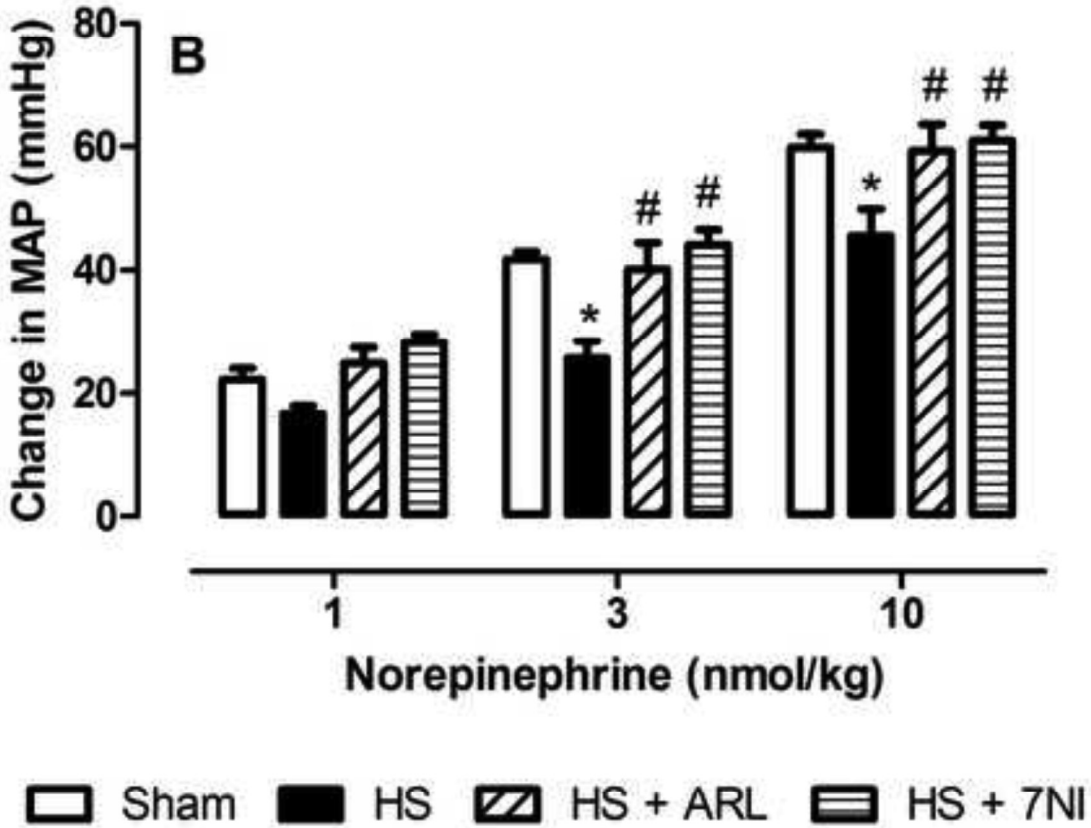 B
Change in MAP (mmHg)
80
60
40
20
0
# #
# #
*
*
1 3 10
Norepinephrine (nmol/kg)
Sham HS HS + ARL HS + 7NI